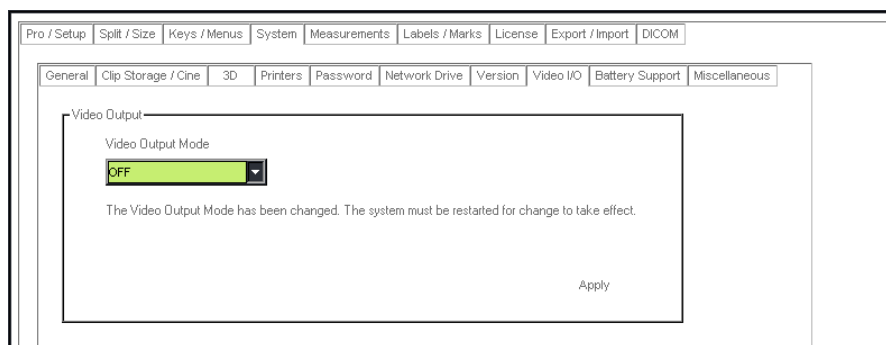 Pro / Setup Split / Size Keys / Menus System Measurements Labels / Marks License Export / Import DICOM
General Clip Storage / Cine 3D Printers Password Network Drive Version Video I/O Battery Support Miscellaneous
Video Output
Video Output Mode
OFF
The Video Output Mode has been changed. The system must be restarted for change to take effect.
Apply